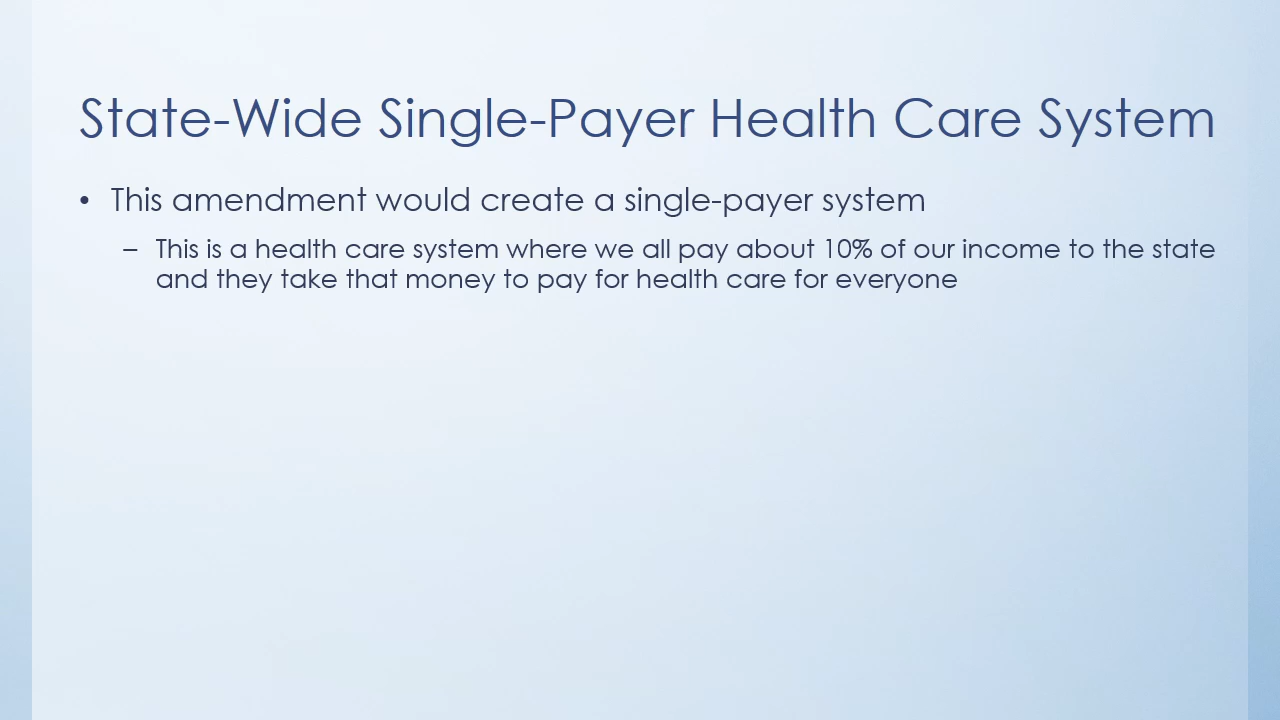 State-Wide Single-Payer Health Care System
• This amendment would create a single-payer system
– This is a health care system where we all pay about 10% of our income to the state
and they take that money to pay for health care for everyone